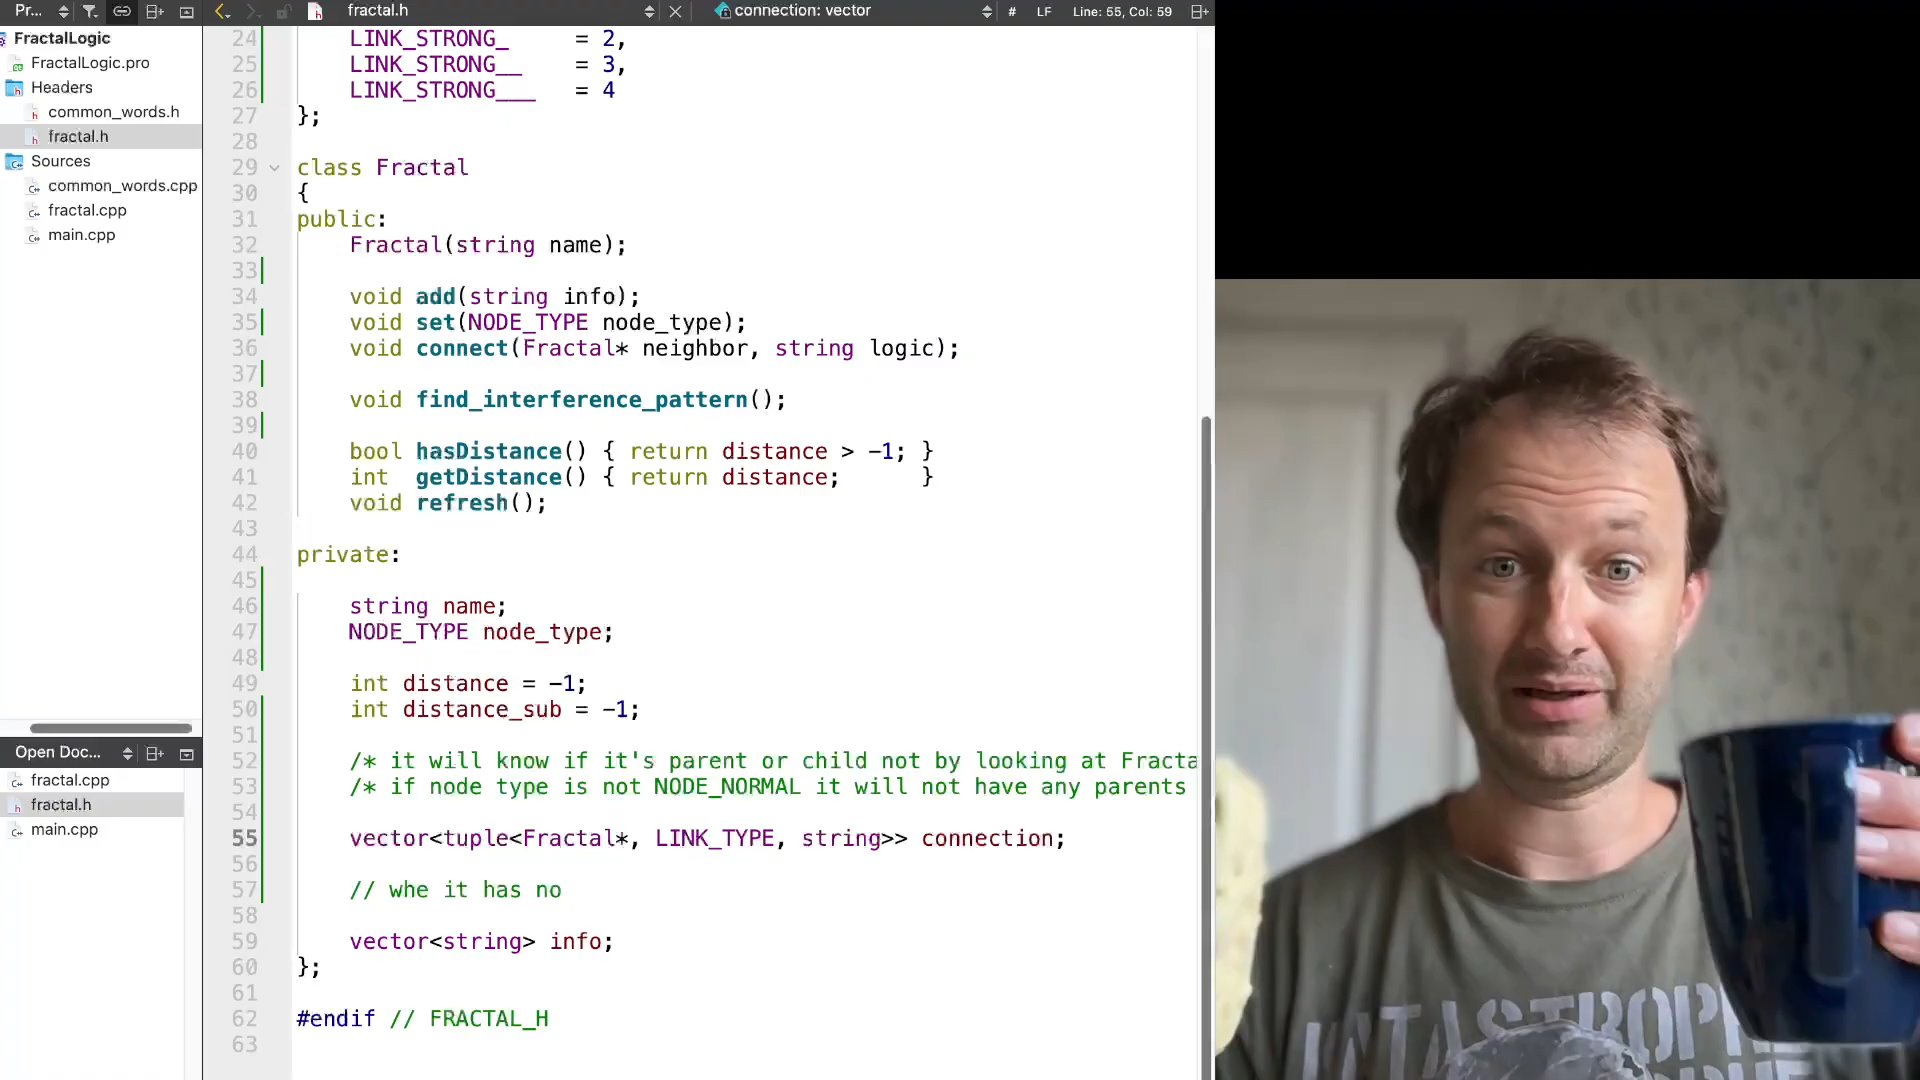 Pr...
fractal.h
connection: vector
#
LF
Line: 55, Col: 59
FractalLogic
FractalLogic.pro
Headers
common_words.h
fractal.h
Sources
common_words.cpp
fractal.cpp
main.cpp
Open Doc...
fractal.cpp
fractal.h
main.cpp
24 LINK_STRONG_ = 2,
25 LINK_STRONG__ = 3,
26 LINK_STRONG___ = 4
27 };
28
29 class Fractal
30 {
31 public:
32 Fractal(string name);
33
34 void add(string info);
35 void set(NODE_TYPE node_type);
36 void connect(Fractal* neighbor, string logic);
37
38 void find_interference_pattern();
39
40 bool hasDistance() { return distance > -1; }
41 int getDistance() { return distance; }
42 void refresh();
43
44 private:
45
46 string name;
47 NODE_TYPE node_type;
48
49 int distance = -1;
50 int distance_sub = -1;
51
52 /* it will know if it's parent or child not by looking at Fracta
53 /* if node type is not NODE_NORMAL it will not have any parents
54
55 vector<tuple<Fractal*, LINK_TYPE, string>> connection;
56
57 // whe it has no
58
59 vector<string> info;
60 };
61
62 #endif // FRACTAL_H
63